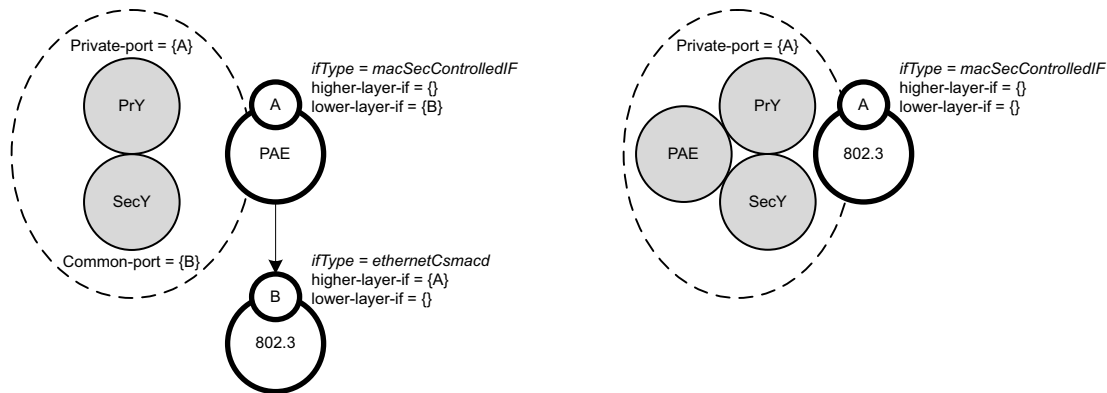 Private-port = {A}
PrY
SecY
Common-port = {B}
ifType = macSecControlledIF
higher-layer-if = {}
lower-layer-if = {B}
A
PAE
ifType = ethernetCsmacd
higher-layer-if = {A}
lower-layer-if = {}
B
802.3
Private-port = {A}
PrY
PAE
SecY
ifType = macSecControlledIF
higher-layer-if = {}
lower-layer-if = {}
A
802.3